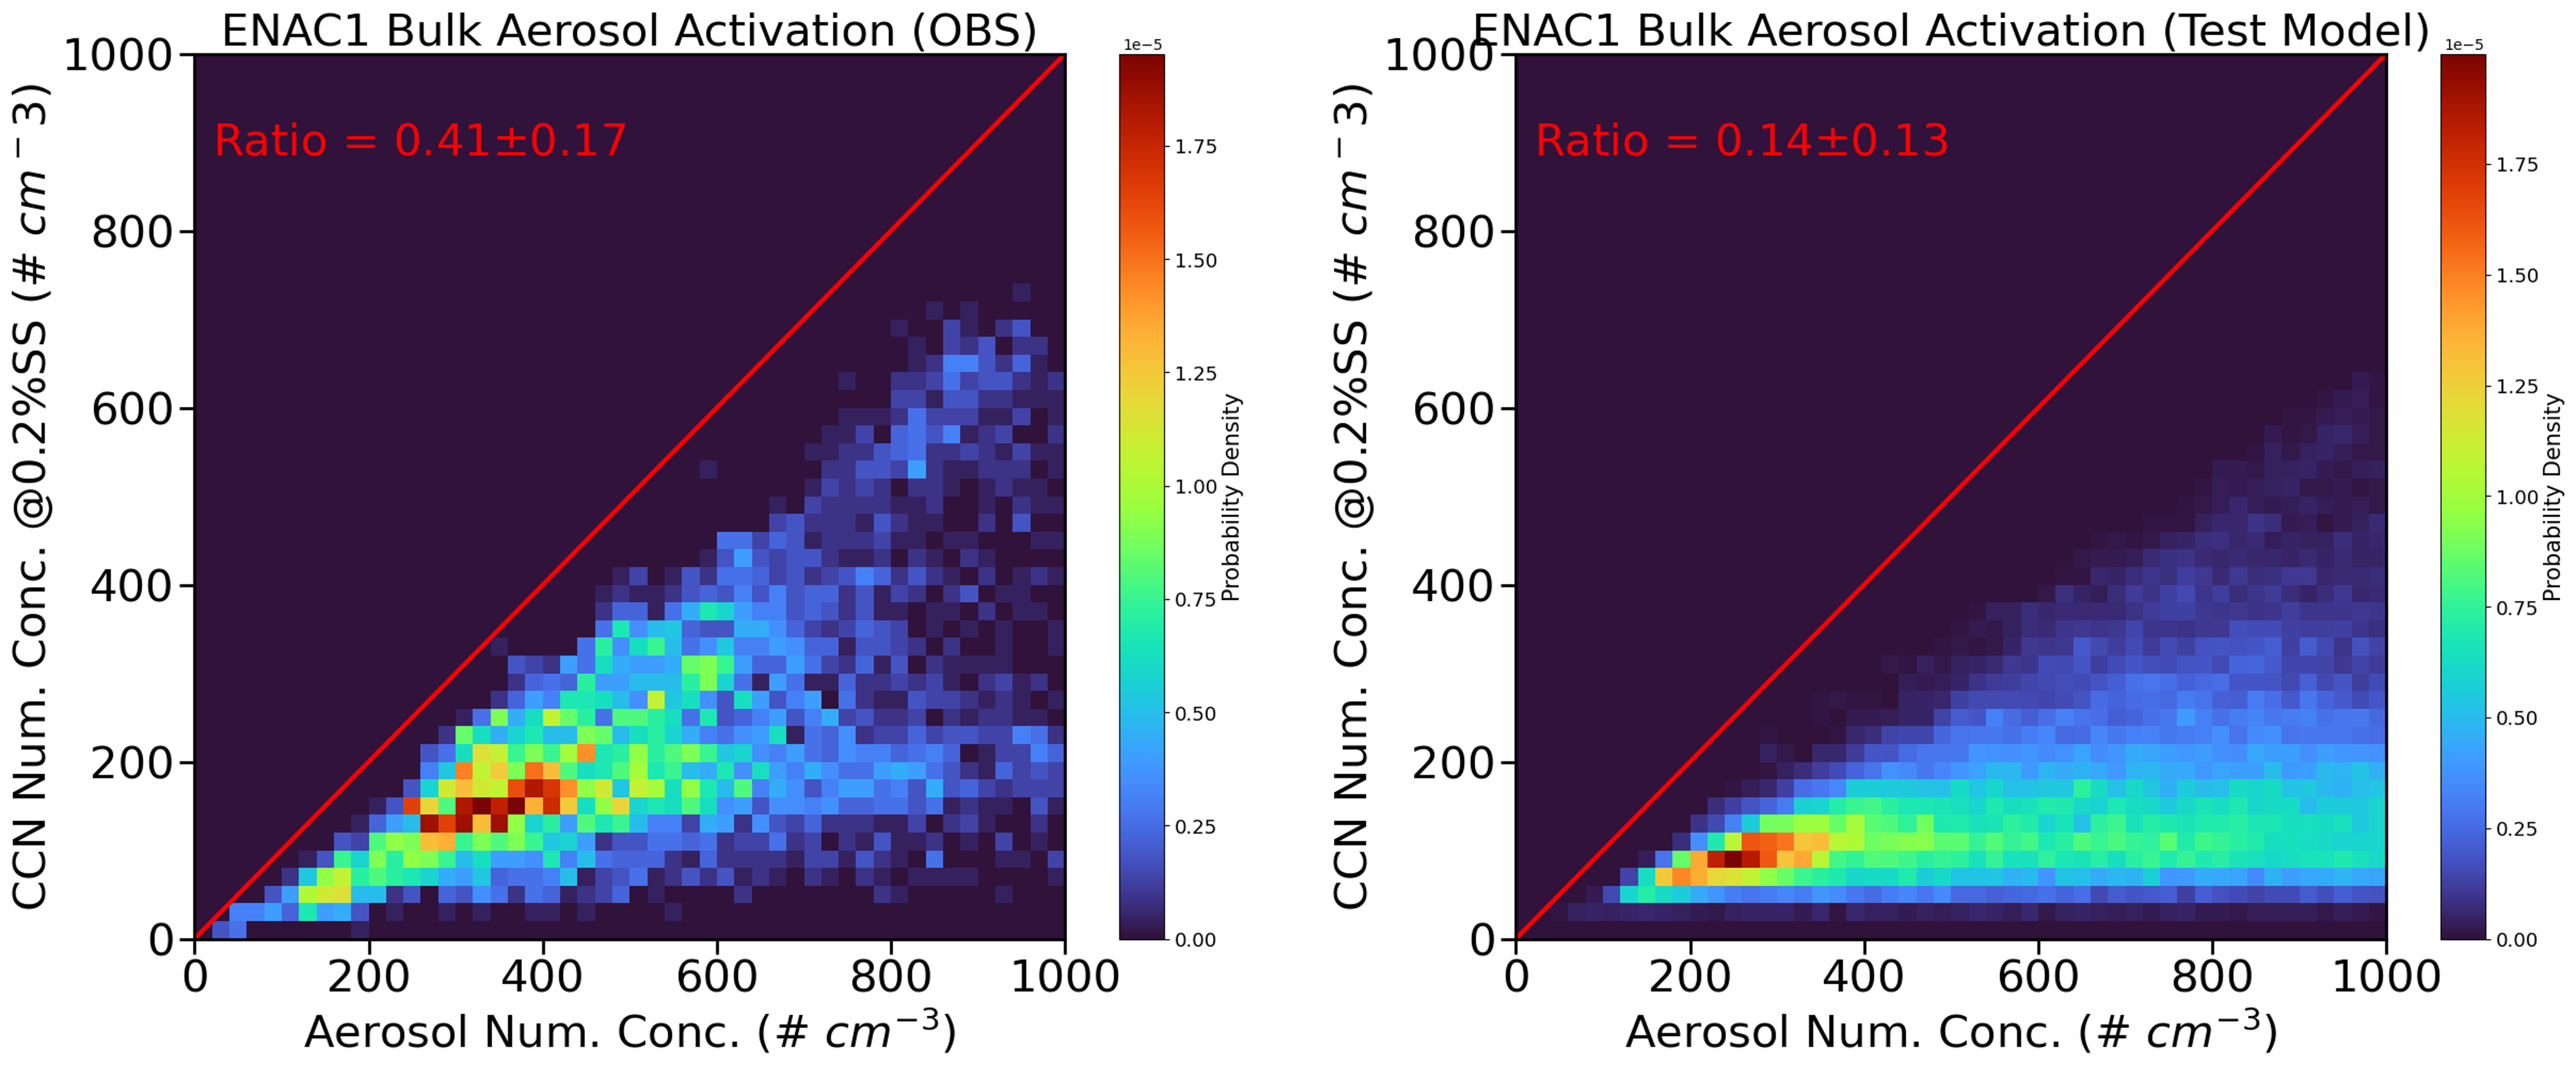 ENAC1 Bulk Aerosol Activation (OBS)
Ratio = 0.41±0.17
CCN Num. Conc. @0.2%SS (# cm − 3)
1000
800
600
400
200
0
0 200 400 600 800 1000
Aerosol Num. Conc. (# cm⁻³)
1e−5
1.75
1.50
1.25
1.00
0.75
0.50
0.25
0.00
Probability Density
ENAC1 Bulk Aerosol Activation (Test Model)
Ratio = 0.14±0.13
CCN Num. Conc. @0.2%SS (# cm − 3)
1000
800
600
400
200
0
0 200 400 600 800 1000
Aerosol Num. Conc. (# cm⁻³)
1e−5
1.75
1.50
1.25
1.00
0.75
0.50
0.25
0.00
Probability Density